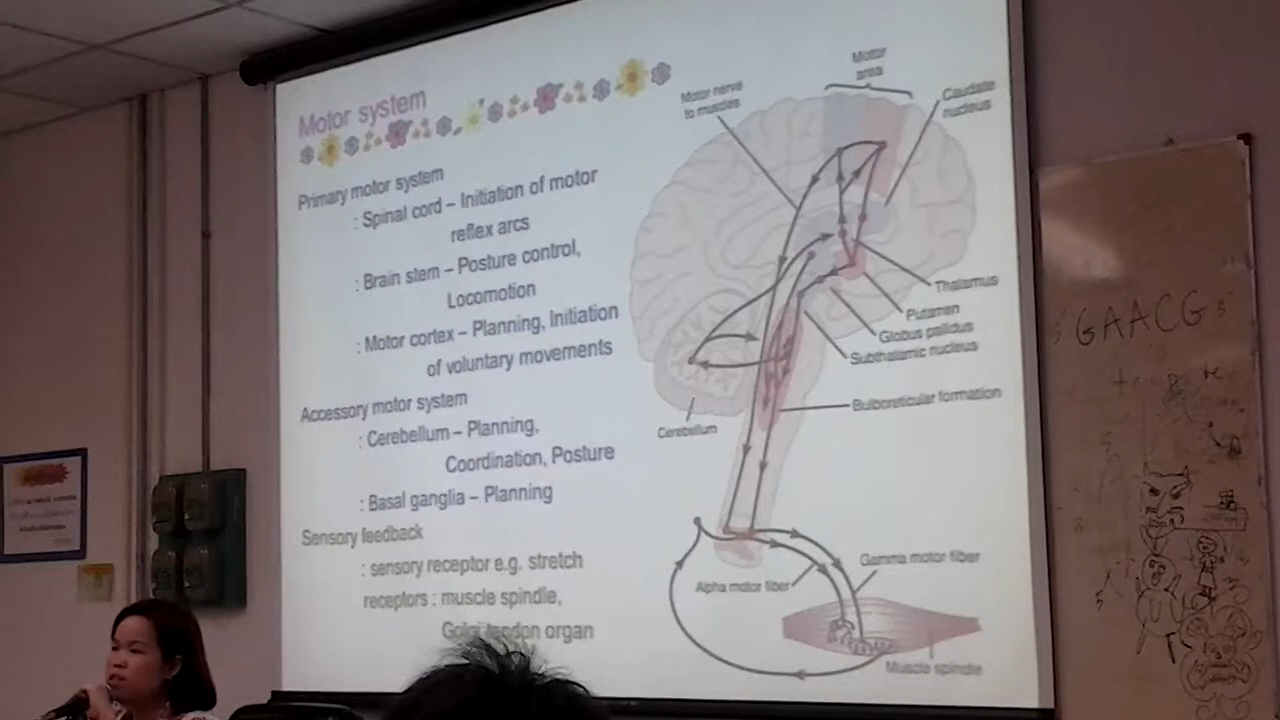 Motor system
Primary motor system
: Spinal cord – Initiation of motor
reflex arcs
: Brain stem – Posture control,
Locomotion
: Motor cortex – Planning, Initiation
of voluntary movements
Accessory motor system
: Cerebellum – Planning,
Coordination, Posture
: Basal ganglia – Planning
Sensory feedback
: sensory receptor e.g. stretch
receptors : muscle spindle,
Golgi tendon organ
Motor
area
Motor nerve
to muscles
Caudate
nucleus
Thalamus
Putamen
Globus pallidus
Subthalamic nucleus
Bulboreticular formation
Cerebellum
Gamma motor fiber
Alpha motor fiber
Muscle spindle
GAACG